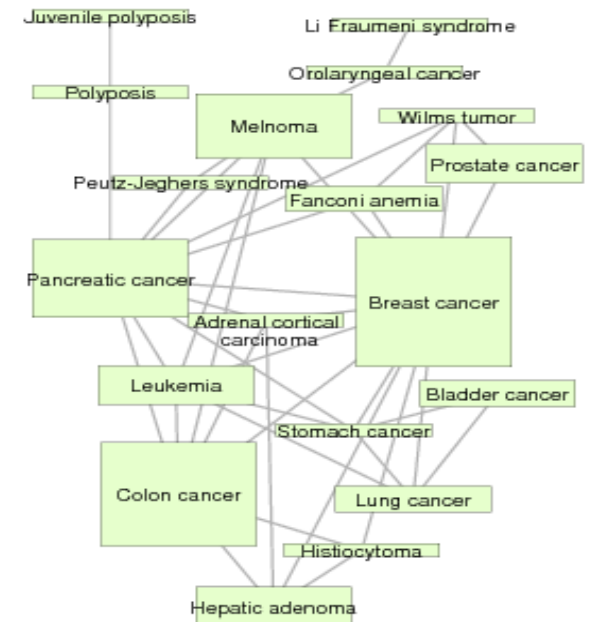 Juvenile polyposis
Li Fraumeni syndrome
Orolaryngeal cancer
Polyposis
Wilms tumor
Melnoma
Prostate cancer
Peutz-Jeghers syndrome
Fanconi anemia
Pancreatic cancer
Breast cancer
Adrenal cortical
carcinoma
Leukemia
Bladder cancer
Stomach cancer
Colon cancer
Lung cancer
Histiocytoma
Hepatic adenoma